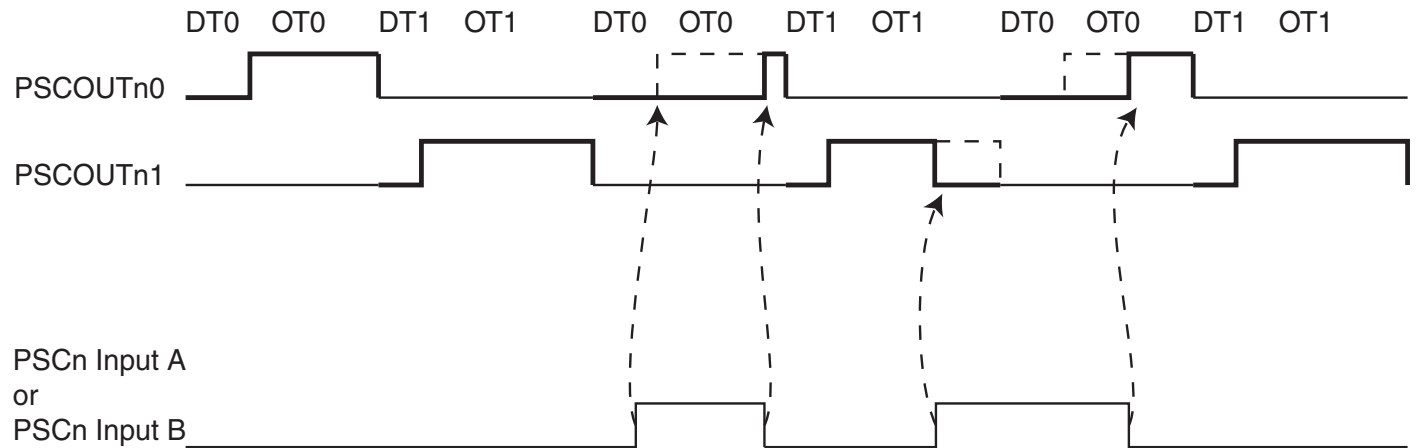 DT0 OT0 DT1 OT1 DT0 OT0 DT1 OT1 DT0 OT0 DT1 OT1
PSCOUTn0
PSCOUTn1
PSCn Input A
or
PSCn Input B